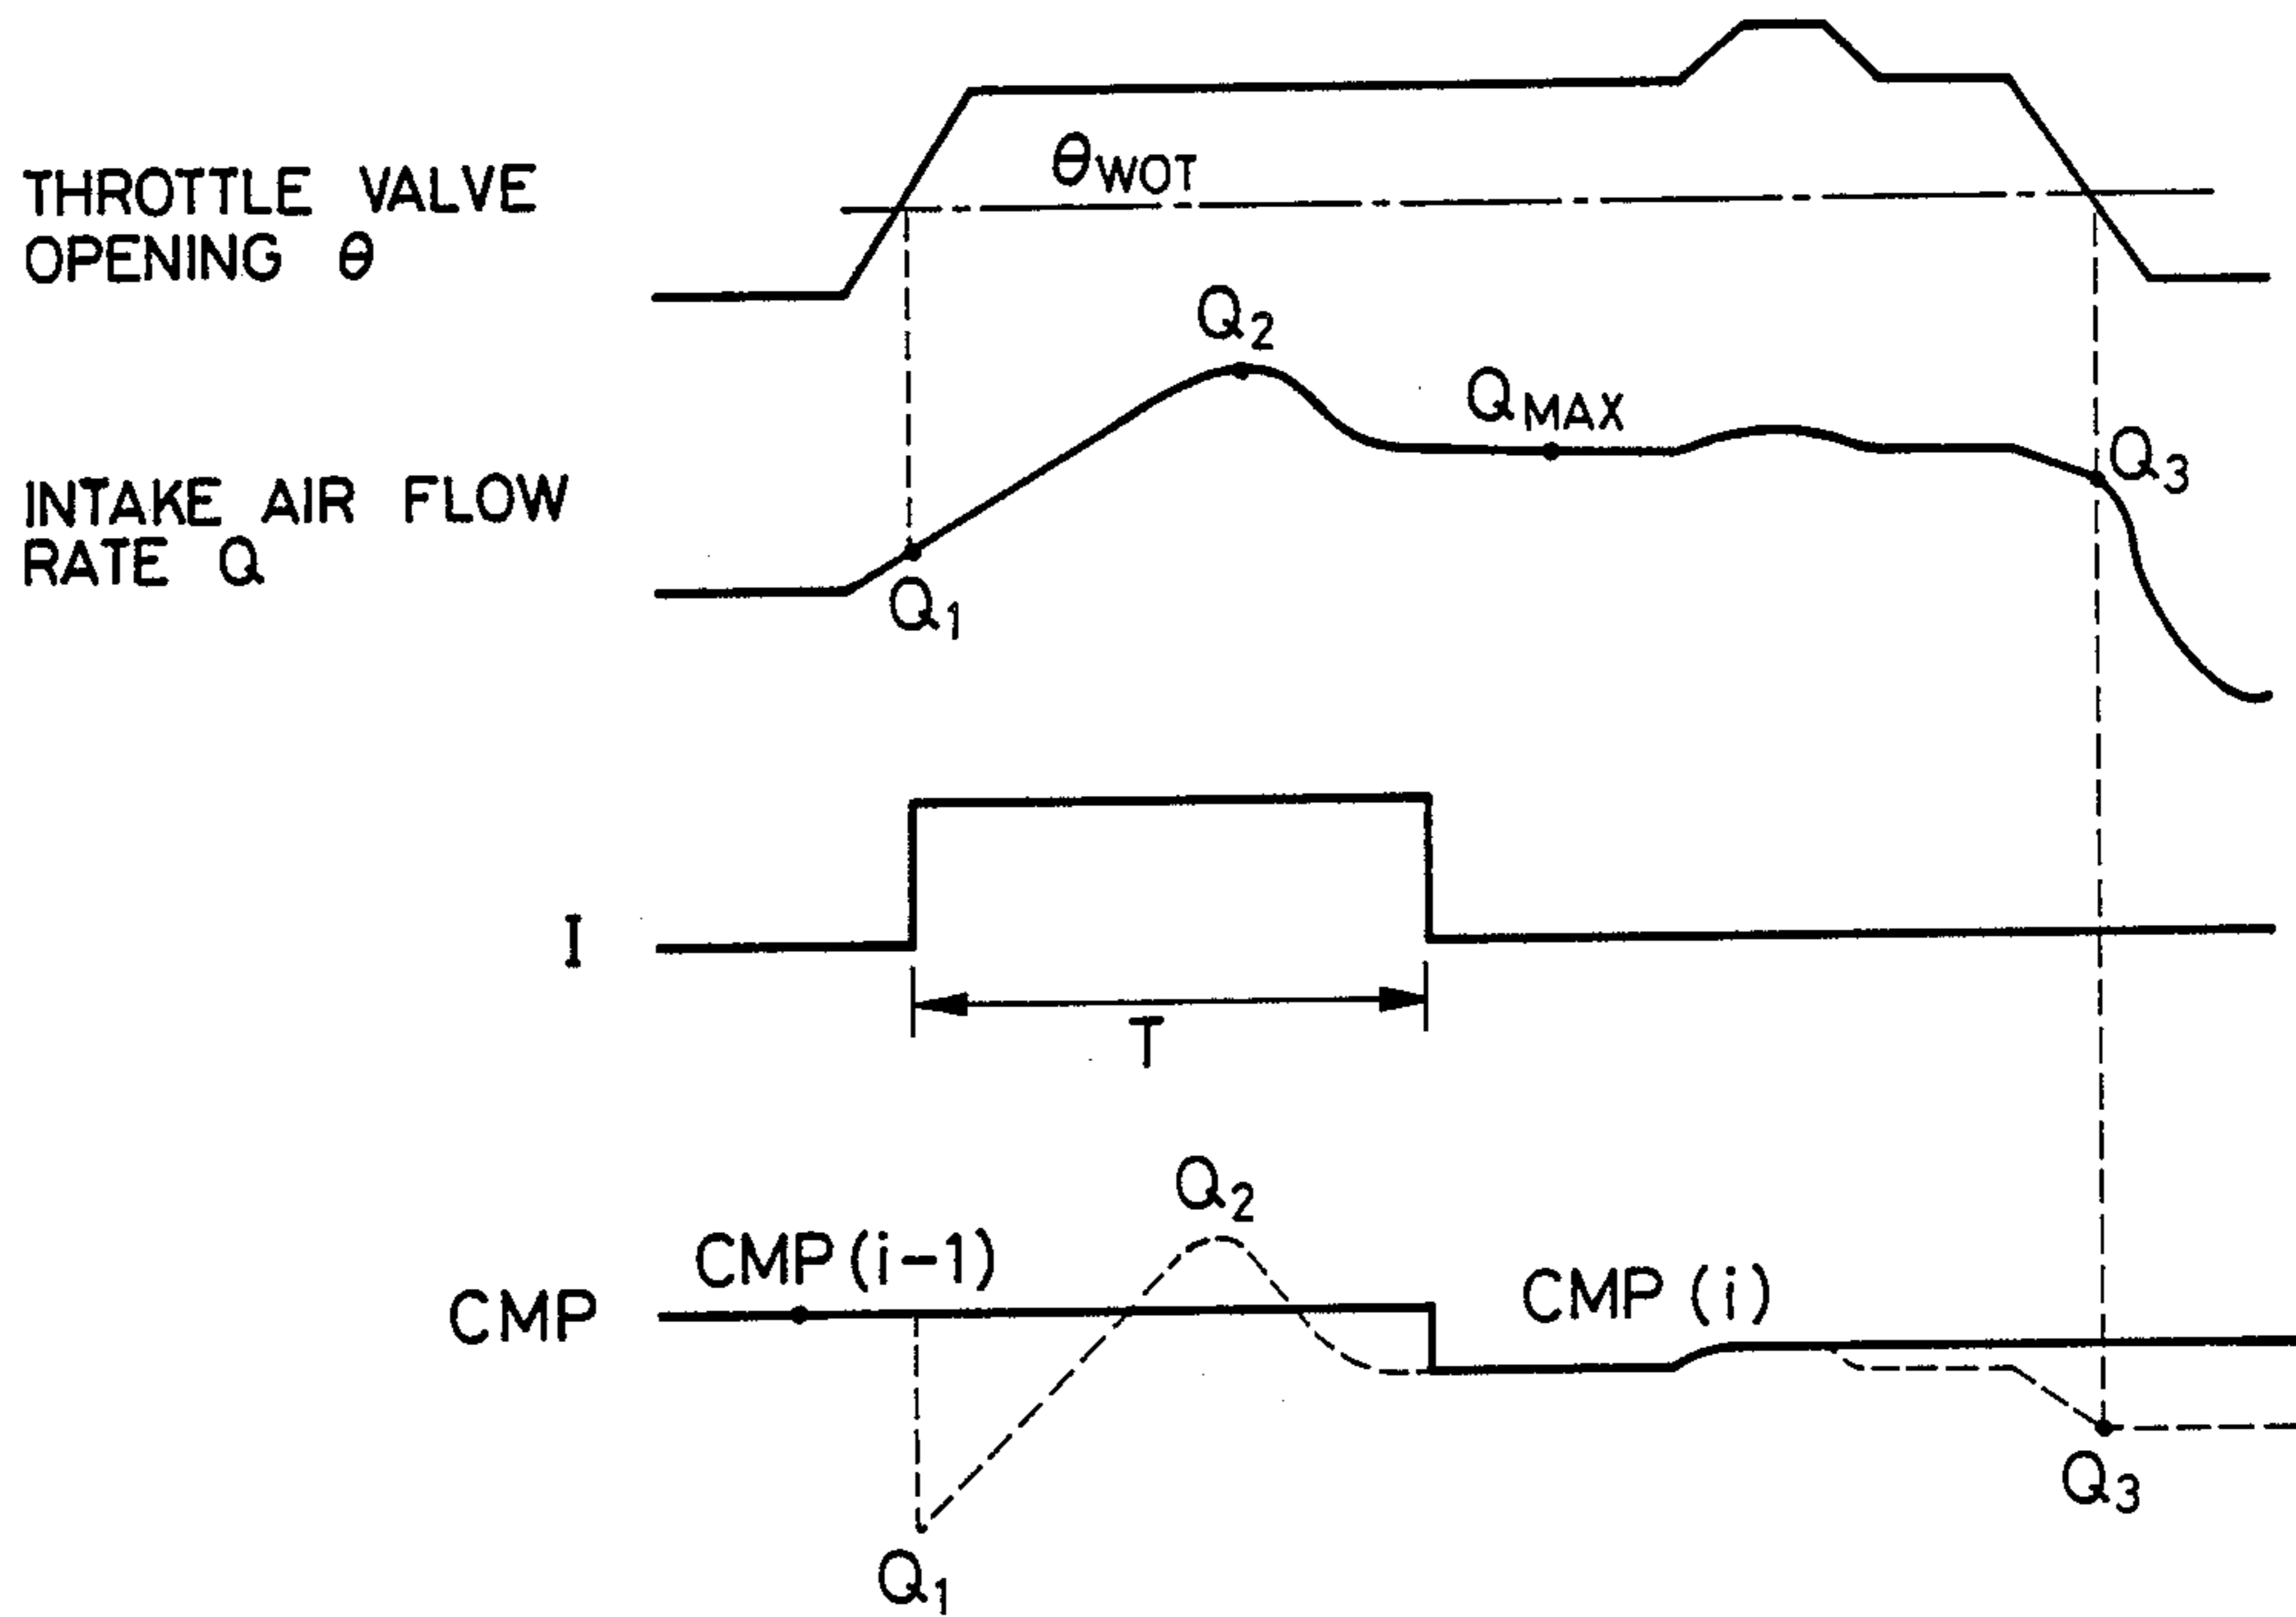 THROTTLE VALVE
OPENING θ
θWOT
Q2
QMAX
Q3
INTAKE AIR FLOW
RATE Q
Q1
I
T
Q2
CMP(i-1)
CMP (i)
CMP
Q3
Q1